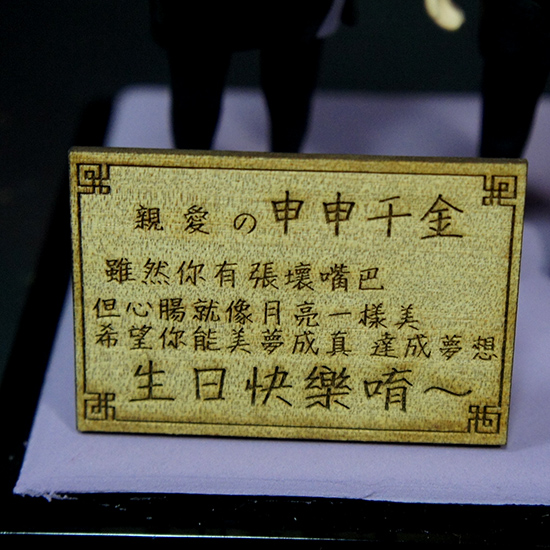 親愛の申申千金
雖然你有張壞嘴巴
但心腸就像月亮一樣美
希望你能美夢成真 達成夢想
生日快樂唷~